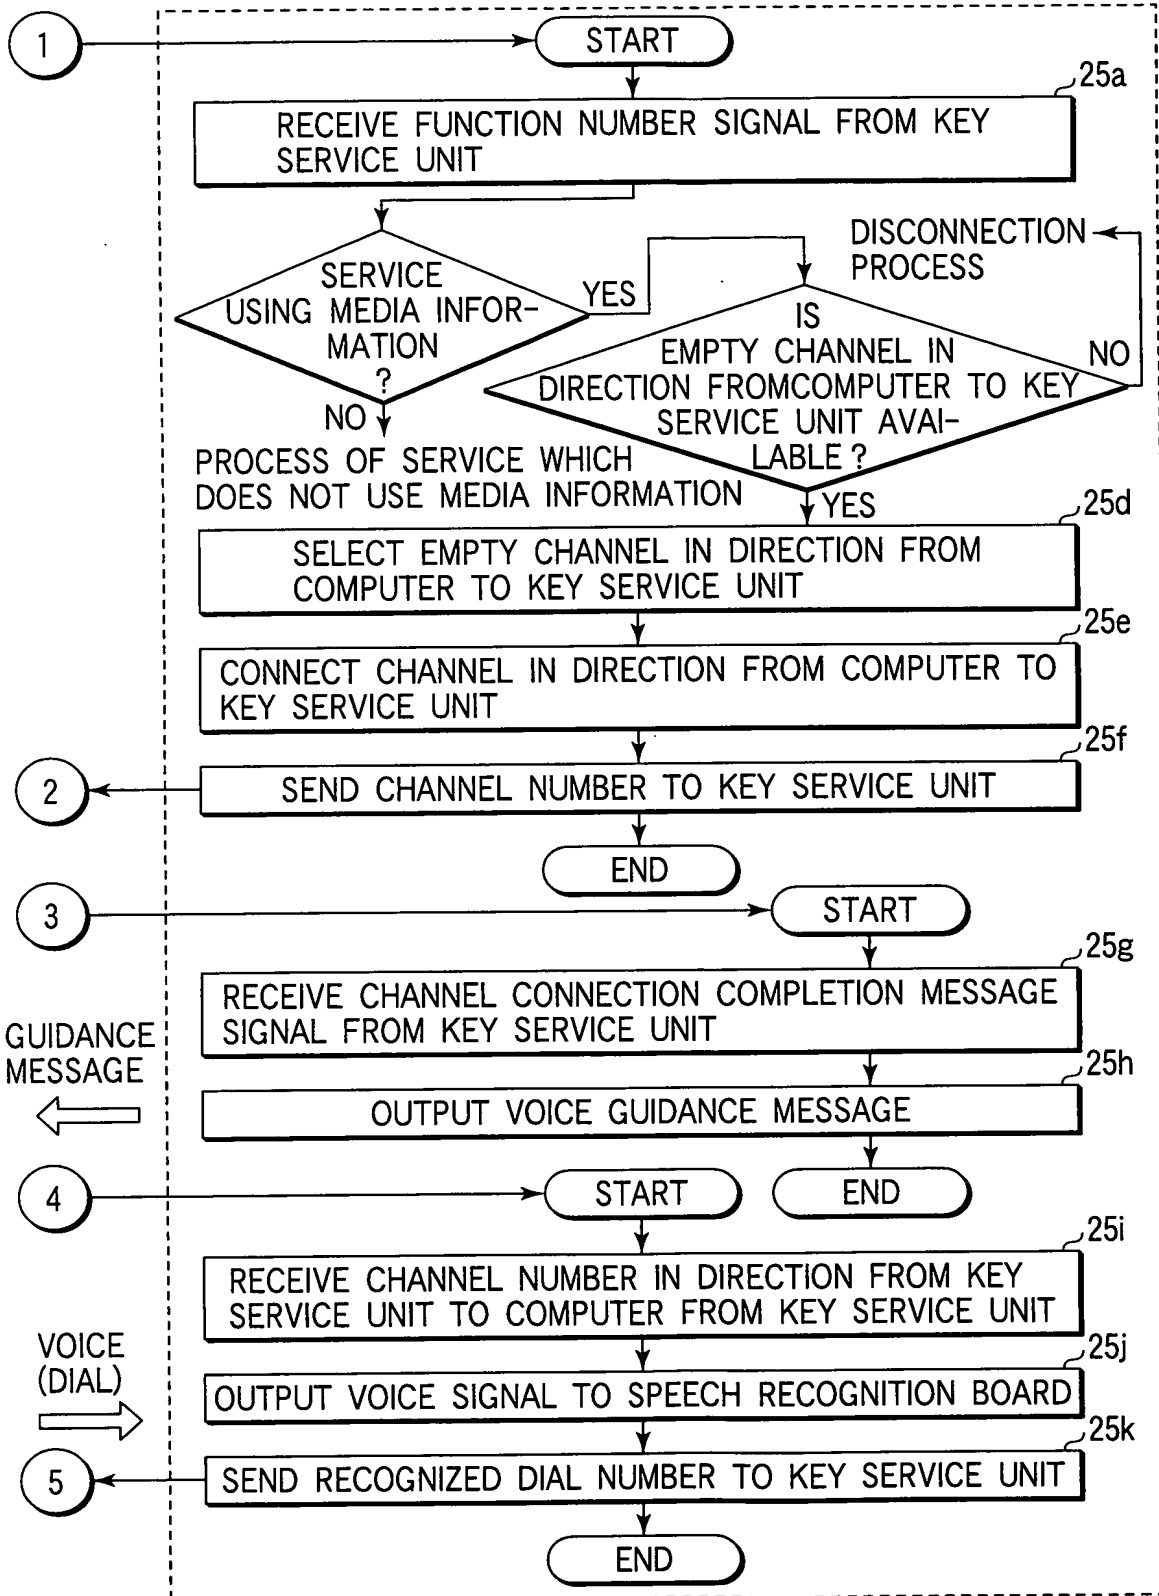 1
START
25a
RECEIVE FUNCTION NUMBER SIGNAL FROM KEY
SERVICE UNIT
DISCONNECTION
PROCESS
SERVICE
USING MEDIA INFOR-
MATION
?
YES
NO
IS
EMPTY CHANNEL IN
DIRECTION FROMCOMPUTER TO KEY
SERVICE UNIT AVAI-
LABLE ?
NO
PROCESS OF SERVICE WHICH
DOES NOT USE MEDIA INFORMATION
YES
25d
SELECT EMPTY CHANNEL IN DIRECTION FROM
COMPUTER TO KEY SERVICE UNIT
25e
CONNECT CHANNEL IN DIRECTION FROM COMPUTER TO
KEY SERVICE UNIT
25f
2
SEND CHANNEL NUMBER TO KEY SERVICE UNIT
END
3
START
25g
RECEIVE CHANNEL CONNECTION COMPLETION MESSAGE
SIGNAL FROM KEY SERVICE UNIT
GUIDANCE
MESSAGE
25h
OUTPUT VOICE GUIDANCE MESSAGE
END
4
START
25i
RECEIVE CHANNEL NUMBER IN DIRECTION FROM KEY
SERVICE UNIT TO COMPUTER FROM KEY SERVICE UNIT
VOICE
(DIAL)
25j
OUTPUT VOICE SIGNAL TO SPEECH RECOGNITION BOARD
25k
5
SEND RECOGNIZED DIAL NUMBER TO KEY SERVICE UNIT
END